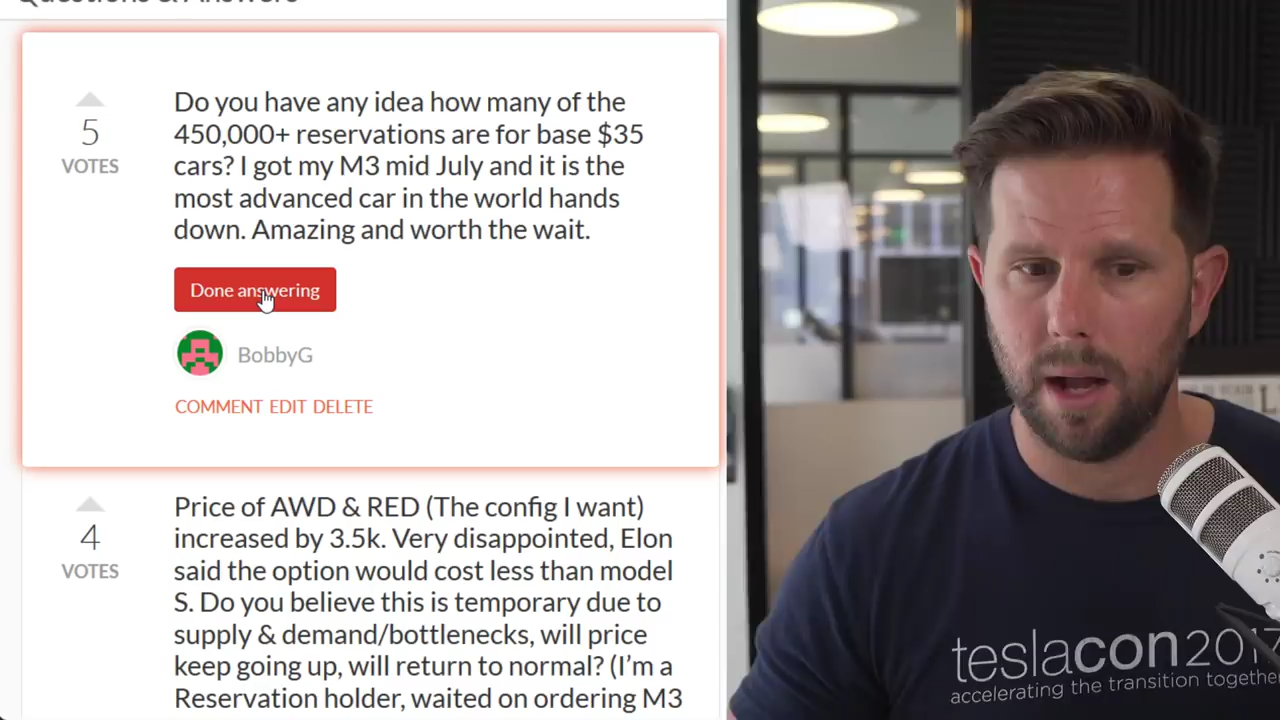 Questions & Answers
5
VOTES
Do you have any idea how many of the
450,000+ reservations are for base $35
cars? I got my M3 mid July and it is the
most advanced car in the world hands
down. Amazing and worth the wait.
Done answering
BobbyG
COMMENT EDIT DELETE
4
VOTES
Price of AWD & RED (The config I want)
increased by 3.5k. Very disappointed, Elon
said the option would cost less than model
S. Do you believe this is temporary due to
supply & demand/bottlenecks, will price
keep going up, will return to normal? (I'm a
Reservation holder, waited on ordering M3
teslacon2017
accelerating the transition together